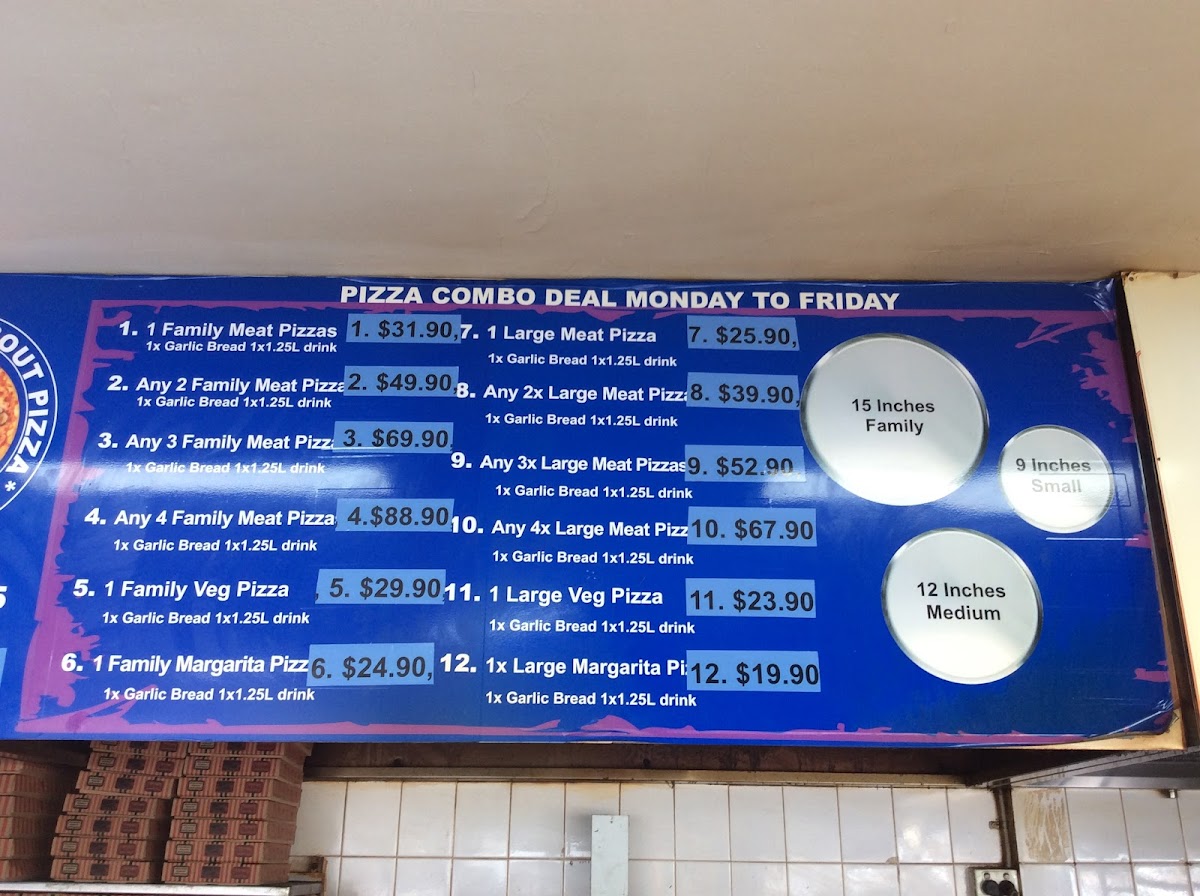 PIZZA COMBO DEAL MONDAY TO FRIDAY
OUT PIZZA *
1. 1 Family Meat Pizzas 1. $31.90,
1x Garlic Bread 1x1.25L drink
2. Any 2 Family Meat Pizza 2. $49.90,
1x Garlic Bread 1x1.25L drink
3. Any 3 Family Meat Pizz 3. $69.90.
1x Garlic Bread 1x1.25L drink
4. Any 4 Family Meat Pizza 4.$88.90
1x Garlic Bread 1x1.25L drink
5. 1 Family Veg Pizza , 5. $29.90
1x Garlic Bread 1x1.25L drink
6. 1 Family Margarita Pizz 6. $24.90,
1x Garlic Bread 1x1.25L drink
7. 1 Large Meat Pizza 7. $25.90,
1x Garlic Bread 1x1.25L drink
8. Any 2x Large Meat Pizz 8. $39.90,
1x Garlic Bread 1x1.25L drink
9. Any 3x Large Meat Pizzas 9. $52.90
1x Garlic Bread 1x1.25L drink
10. Any 4x Large Meat Pizz 10. $67.90
1x Garlic Bread 1x1.25L drink
11. 1 Large Veg Pizza 11. $23.90
1x Garlic Bread 1x1.25L drink
12. 1x Large Margarita Pi 12. $19.90
1x Garlic Bread 1x1.25L drink
15 Inches
Family
9 Inches
Small
12 Inches
Medium